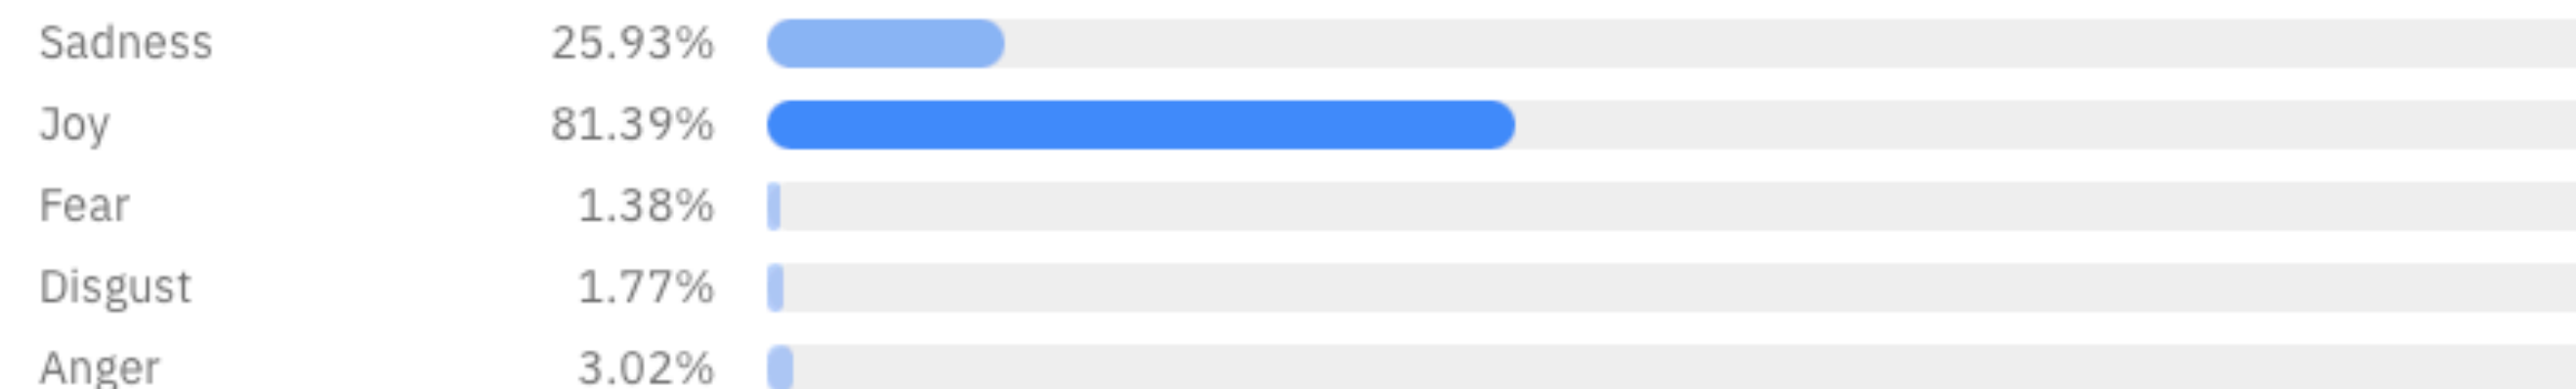 Sadness 25.93%
Joy 81.39%
Fear 1.38%
Disgust 1.77%
Anger 3.02%